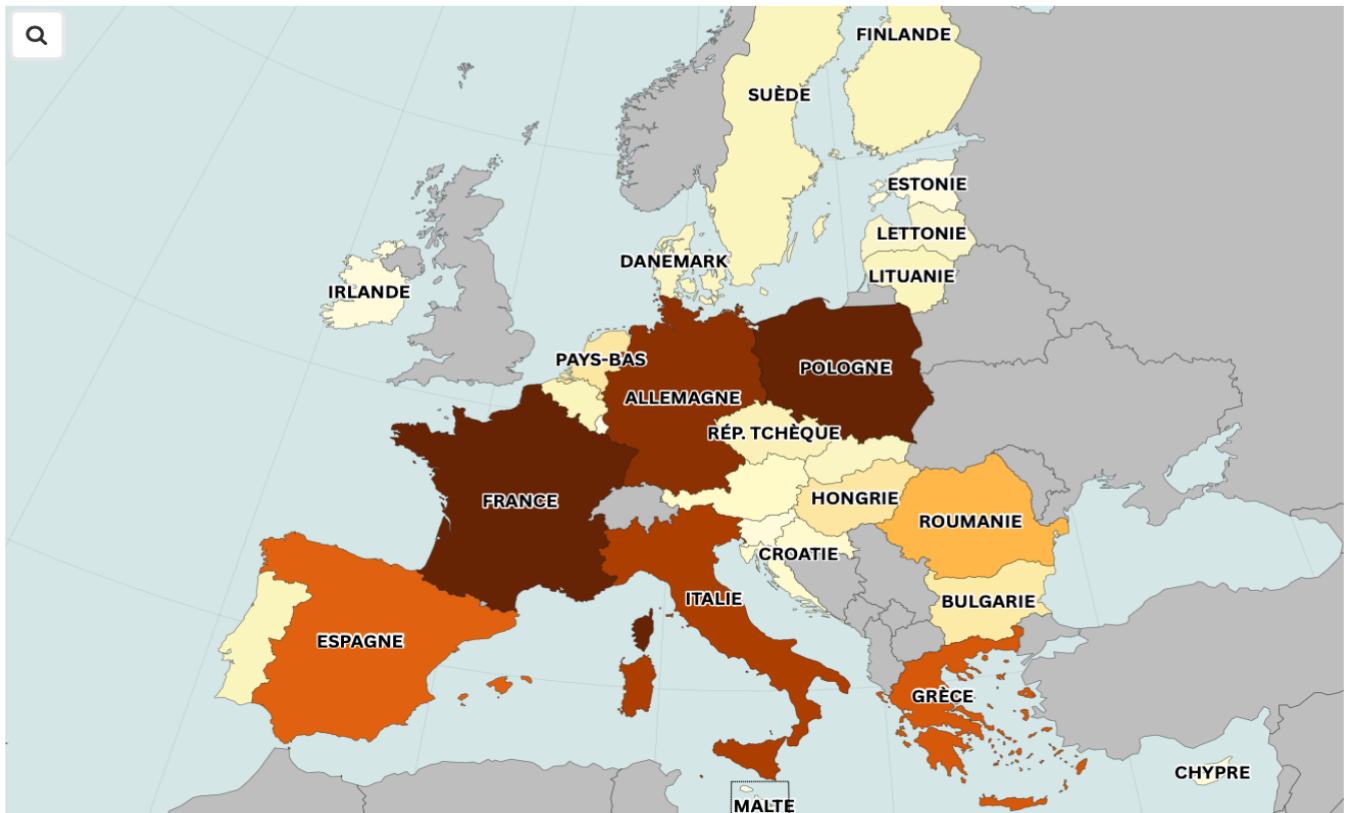 FINLANDE
SUÈDE
ESTONIE
LETTONIE
DANEMARK
LITUANIE
IRLANDE
PAYS-BAS
POLOGNE
ALLEMAGNE
RÉP. TCHÈQUE
HONGRIE
FRANCE
ROUMANIE
CROATIE
ITALIE
BULGARIE
ESPAGNE
GRÈCE
CHYPRE
MALTE